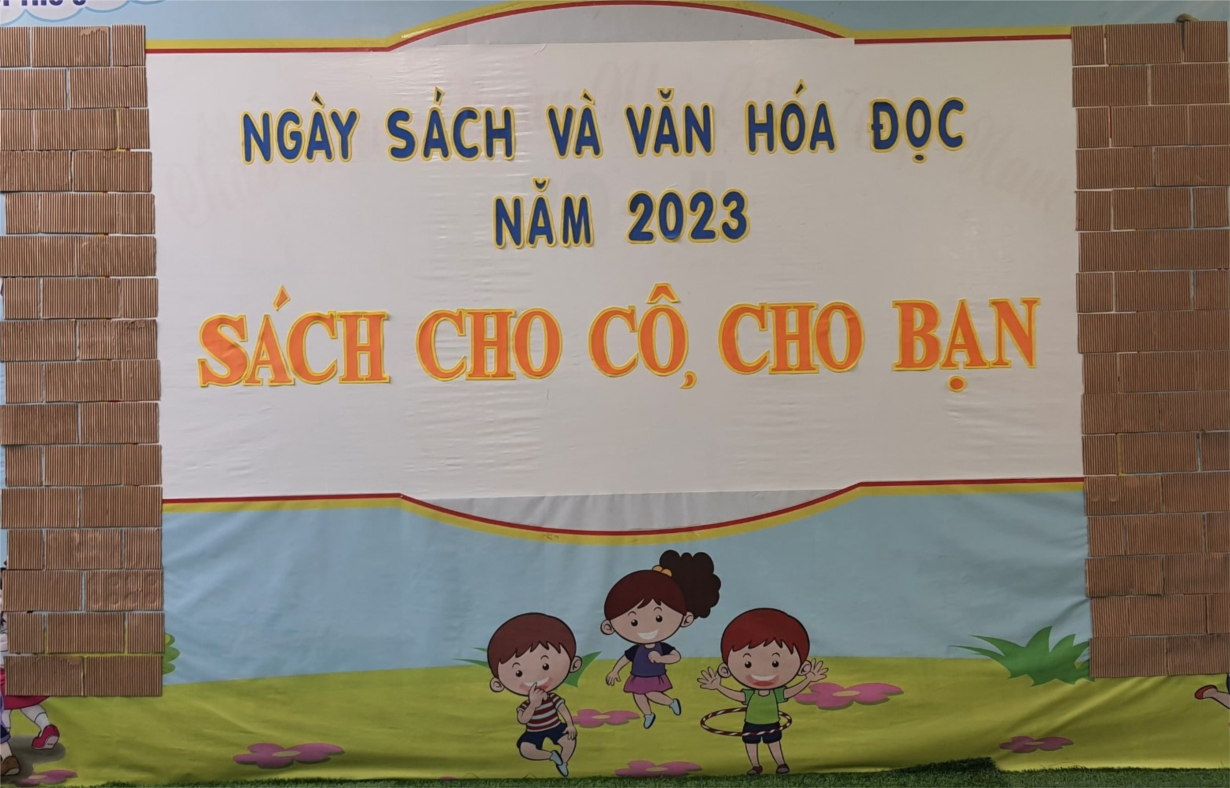 NGÀY SÁCH VÀ VĂN HÓA ĐỌC
NĂM 2023
SÁCH CHO CÔ, CHO BẠN